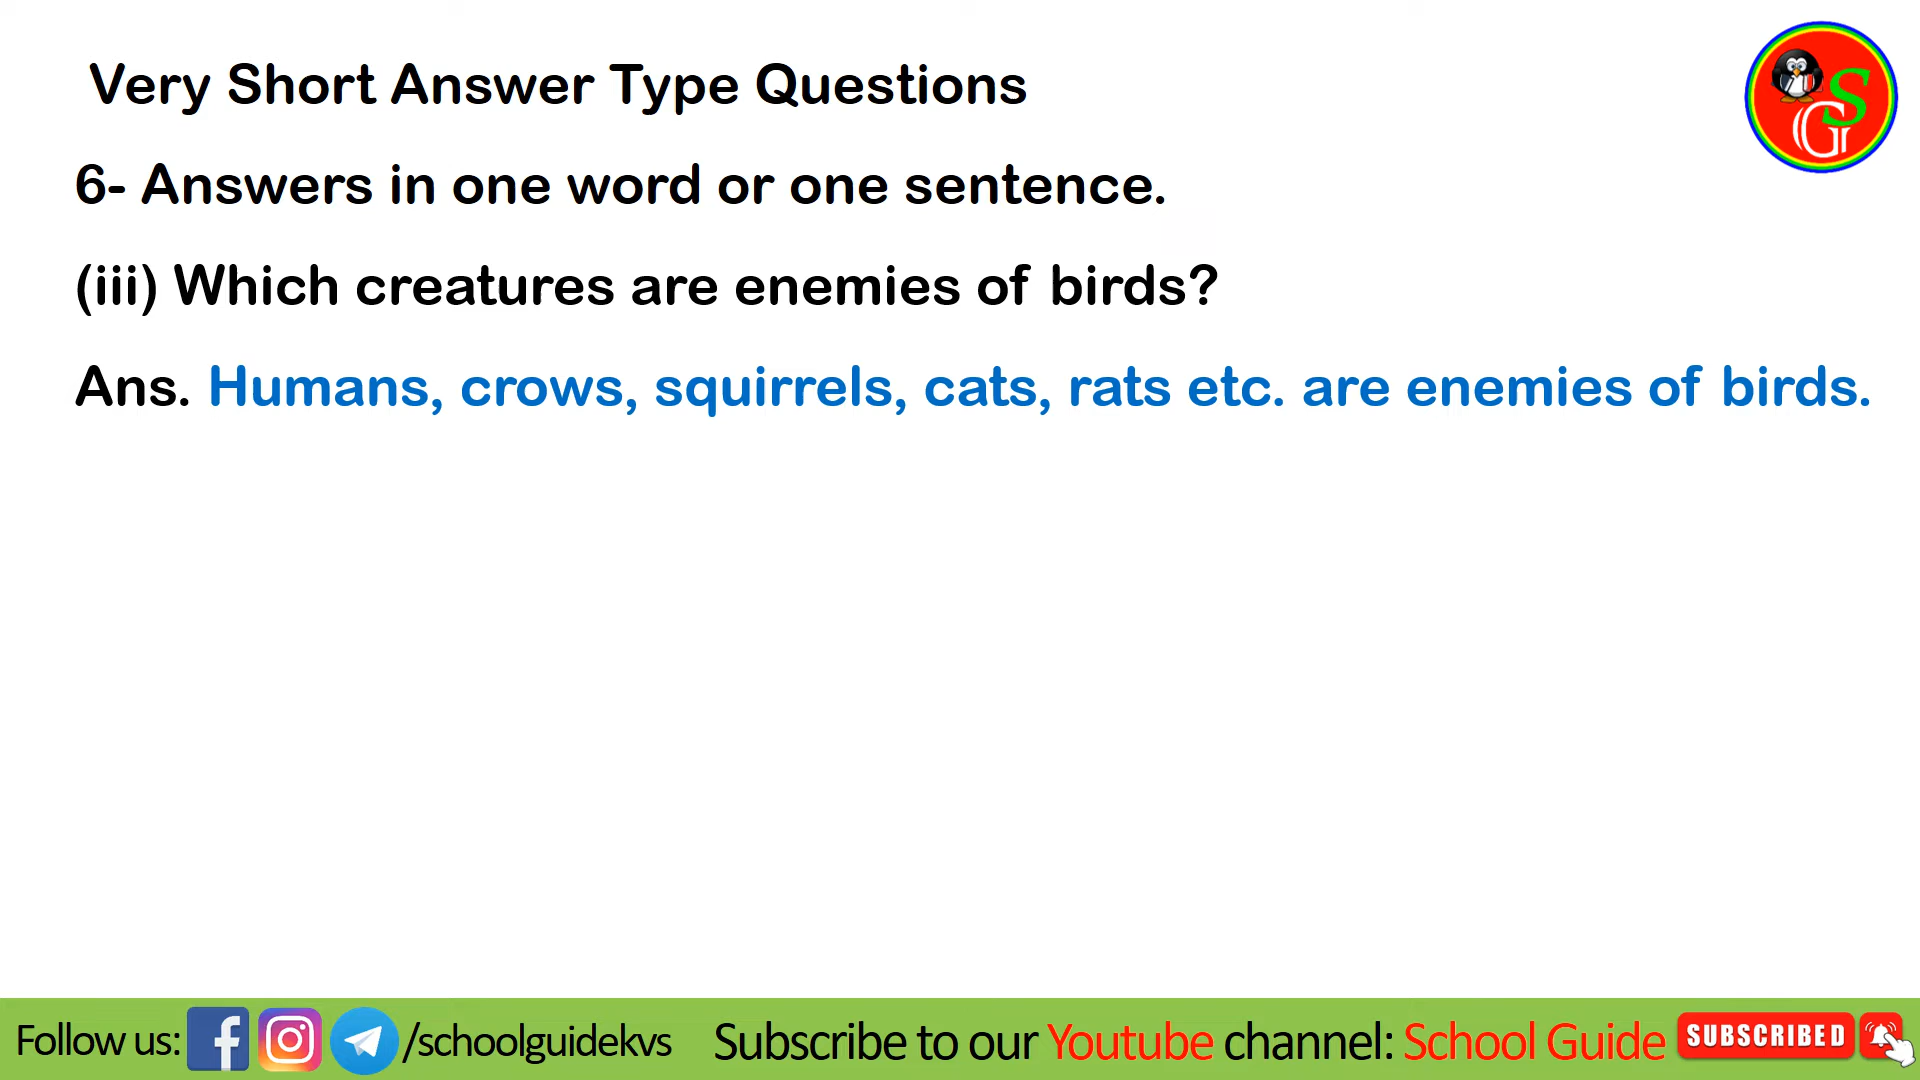 Very Short Answer Type Questions
S
G
6- Answers in one word or one sentence.
(iii) Which creatures are enemies of birds?
Ans. Humans, crows, squirrels, cats, rats etc. are enemies of birds.
Follow us: /schoolguidekvs Subscribe to our Youtube channel: School Guide SUBSCRIBED